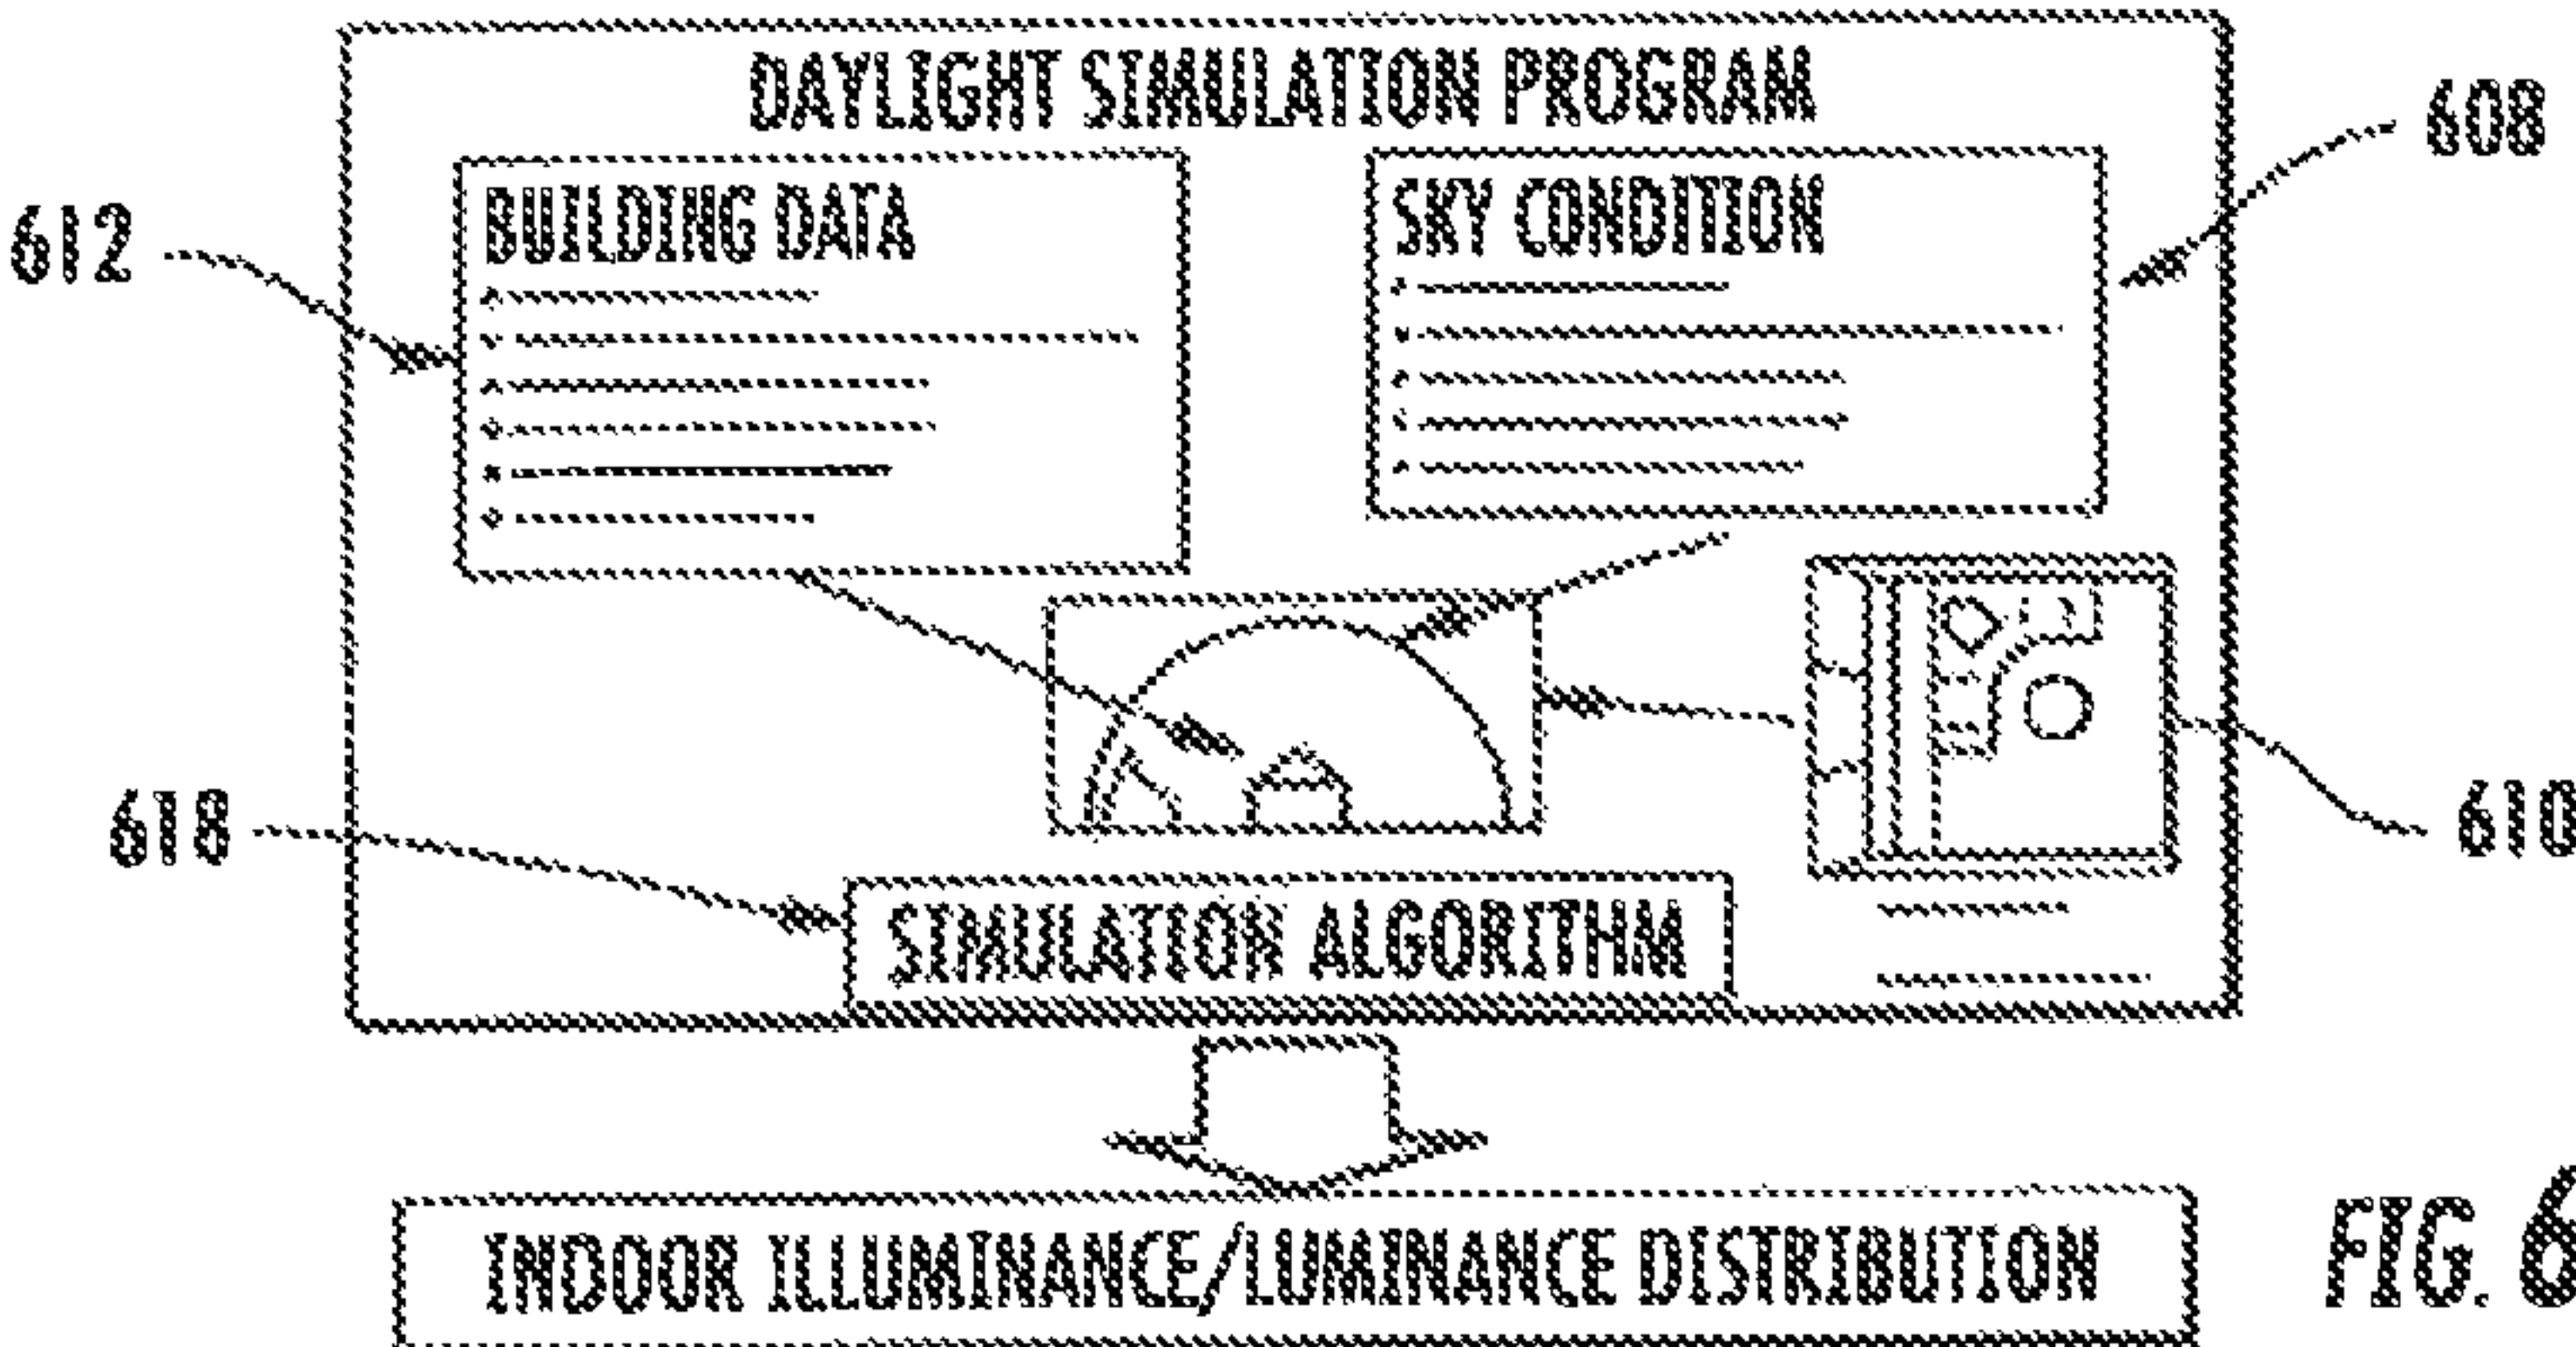 DAYLIGHT SIMULATION PROGRAM
608
BUILDING DATA
SKY CONDITION
612
618
610
SIMULATION ALGORITHM
INDOOR ILLUMINANCE/LUMINANCE DISTRIBUTION
FIG. 6